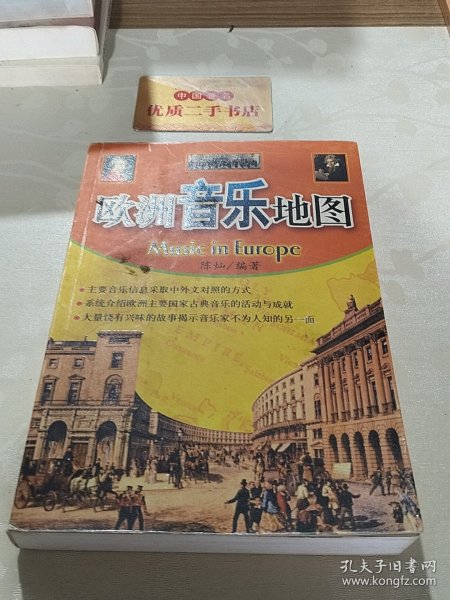 中国著名
优质二手书店
欧洲音乐地图
Music in Europe
陈灿/编著
•主要音乐信息采取中外文对照的方式
•系统介绍欧洲主要国家古典音乐的活动与成就
•大量饶有兴味的故事揭示音乐家不为人知的另一面
EMPIRE
孔夫子旧书网
www.kongfz.com